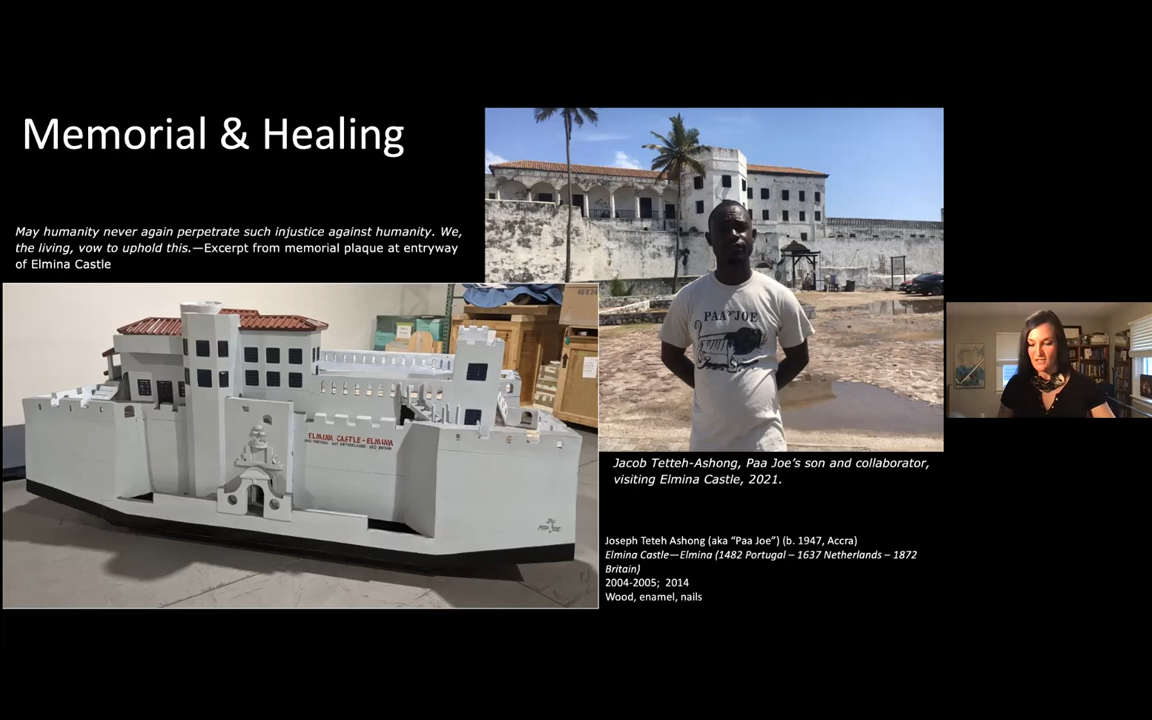 Memorial & Healing
May humanity never again perpetrate such injustice against humanity. We,
the living, vow to uphold this.—Excerpt from memorial plaque at entryway
of Elmina Castle
ELMINA CASTLE-ELMINA
PAA JOE
Jacob Tetteh-Ashong, Paa Joe's son and collaborator,
visiting Elmina Castle, 2021.
Joseph Teteh Ashong (aka “Paa Joe”) (b. 1947, Accra)
Elmina Castle—Elmina (1482 Portugal – 1637 Netherlands – 1872
Britain)
2004-2005;  2014
Wood, enamel, nails